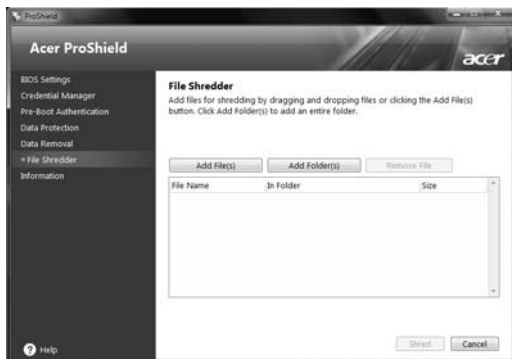 ProShield
Acer ProShield
acer
BIOS Settings
Credential Manager
Pre-Boot Authentication
Data Protection
Data Removal
File Shredder
Information
File Shredder
Add files for shredding by dragging and dropping files or clicking the Add File(s)
button. Click Add Folder(s) to add an entire folder.
Add File(s) Add Folder(s) Remove File
File Name In Folder Size
Help
Shred Cancel